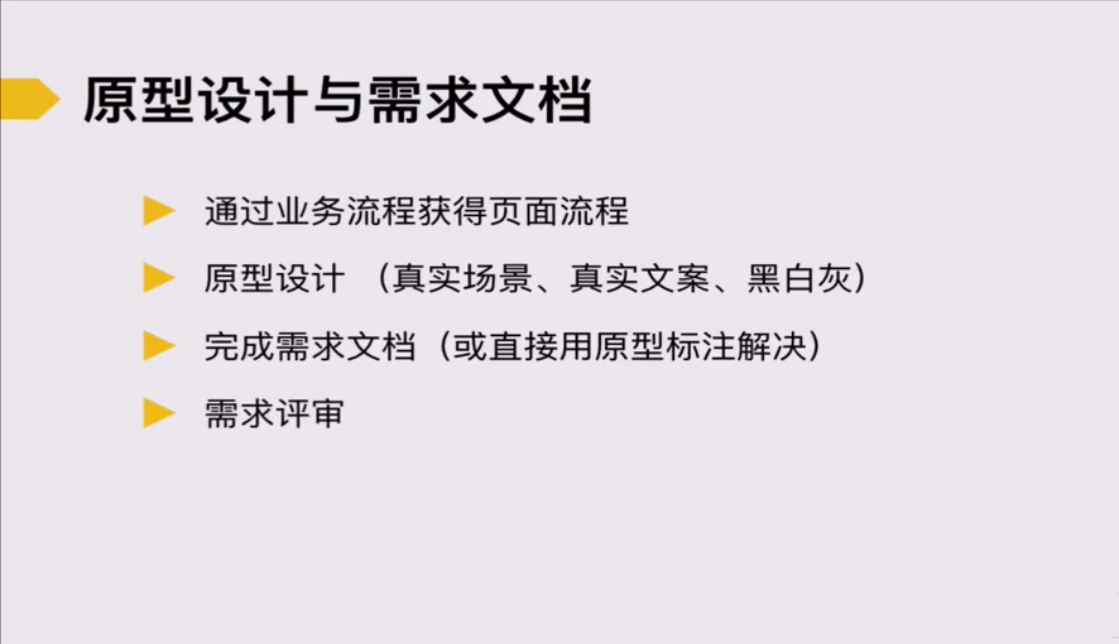 原型设计与需求文档
通过业务流程获得页面流程
原型设计 （真实场景、真实文案、黑白灰）
完成需求文档（或直接用原型标注解决）
需求评审